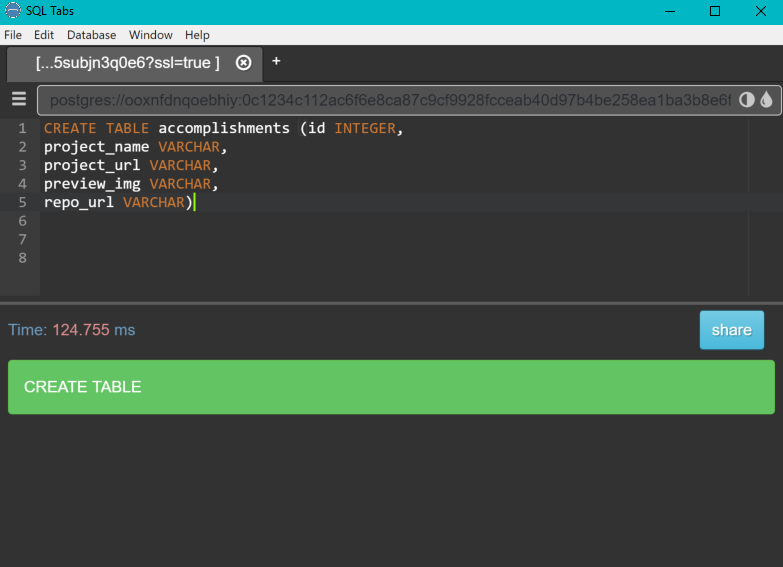 SQL Tabs
File Edit Database Window Help
[...5subjn3q0e6?ssl=true ]
+
postgres://ooxnfdnqoebhiy:0c1234c112ac6f6e8ca87c9cf9928fcceab40d97b4be258ea1ba3b8e6f
1 CREATE TABLE accomplishments (id INTEGER,
2 project_name VARCHAR,
3 project_url VARCHAR,
4 preview_img VARCHAR,
5 repo_url VARCHAR)
6
7
8
Time: 124.755 ms
share
CREATE TABLE